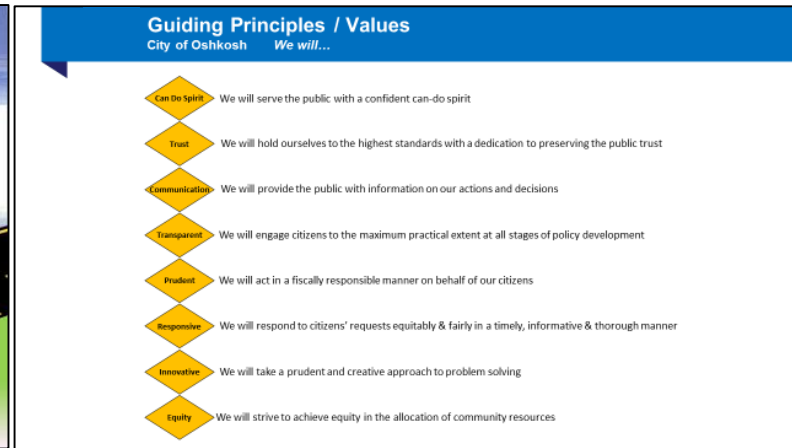 Guiding Principles / Values
City of Oshkosh We will...
Can Do Spirit We will serve the public with a confident can-do spirit
Trust We will hold ourselves to the highest standards with a dedication to preserving the public trust
Communication We will provide the public with information on our actions and decisions
Transparent We will engage citizens to the maximum practical extent at all stages of policy development
Prudent We will act in a fiscally responsible manner on behalf of our citizens
Responsive We will respond to citizens' requests equitably & fairly in a timely, informative & thorough manner
Innovative We will take a prudent and creative approach to problem solving
Equity We will strive to achieve equity in the allocation of community resources